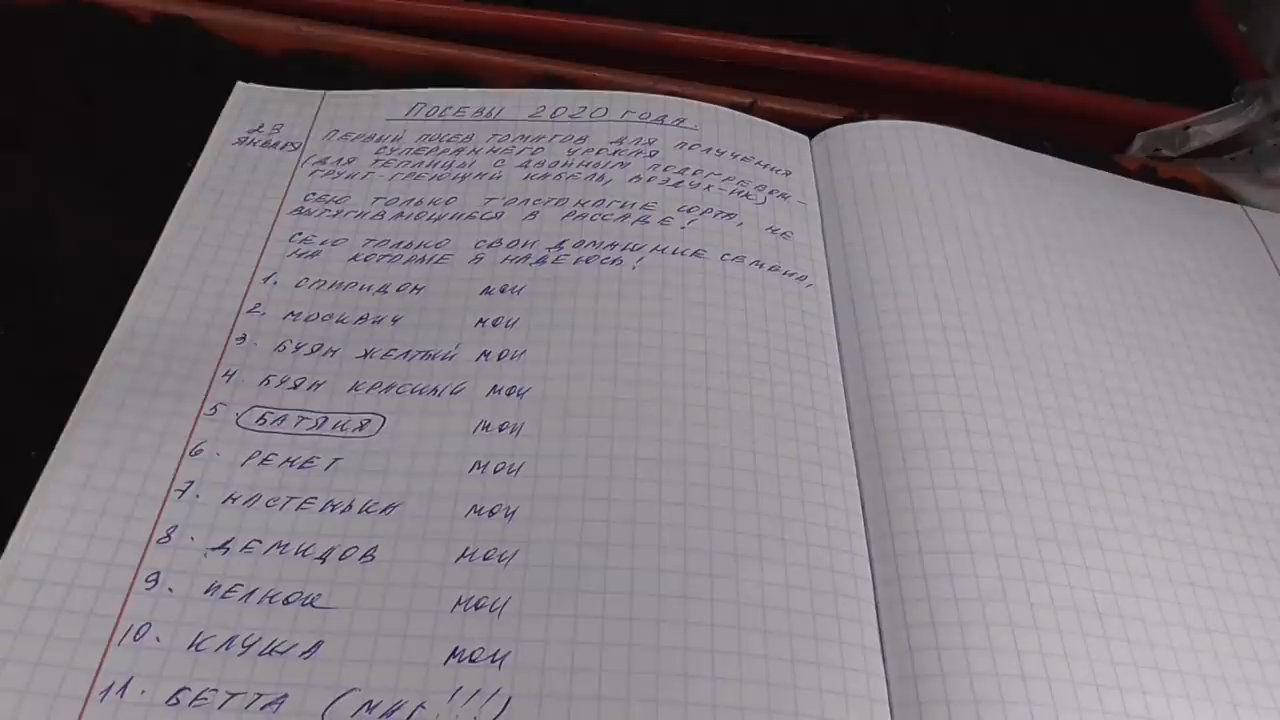 ПОСЕВЫ 2020 ГОДА.
28
ЯНВАРЯ
ПЕРВЫЙ ПОСЕВ ТОМАТОВ ДЛЯ ПОЛУЧЕНИЯ
СУПЕРРАННЕГО УРОЖАЯ
(ДЛЯ ТЕПЛИЦЫ С ДВОЙНЫМ ПОДОГРЕВОМ-
ГРУНТ-ГРЕЮЩИЙ КАБЕЛЬ, ВОЗДУХ-ИК)
СЕЮ ТОЛЬКО ТОЛСТОНОГИЕ СОРТА, НЕ
ВЫТЯГИВАЮЩИЕСЯ В РАССАДЕ!
СЕЮ ТОЛЬКО СВОИ ДОМАШНИЕ СЕМЕНА,
НА КОТОРЫЕ Я НАДЕЮСЬ!
1. СПИРИДОН МОИ
2. МОСКВИЧ МОИ
3. БУЯН ЖЕЛТЫЙ МОИ
4. БУЯН КРАСНЫЙ МОИ
5. БАТЯНЯ МОИ
6. РЕНЕТ МОИ
7. НАСТЕНЬКА МОИ
8. ДЕМИДОВ МОИ
9. МОИ
10. КЛУША МОИ
11. БЕТТА ( !!!)